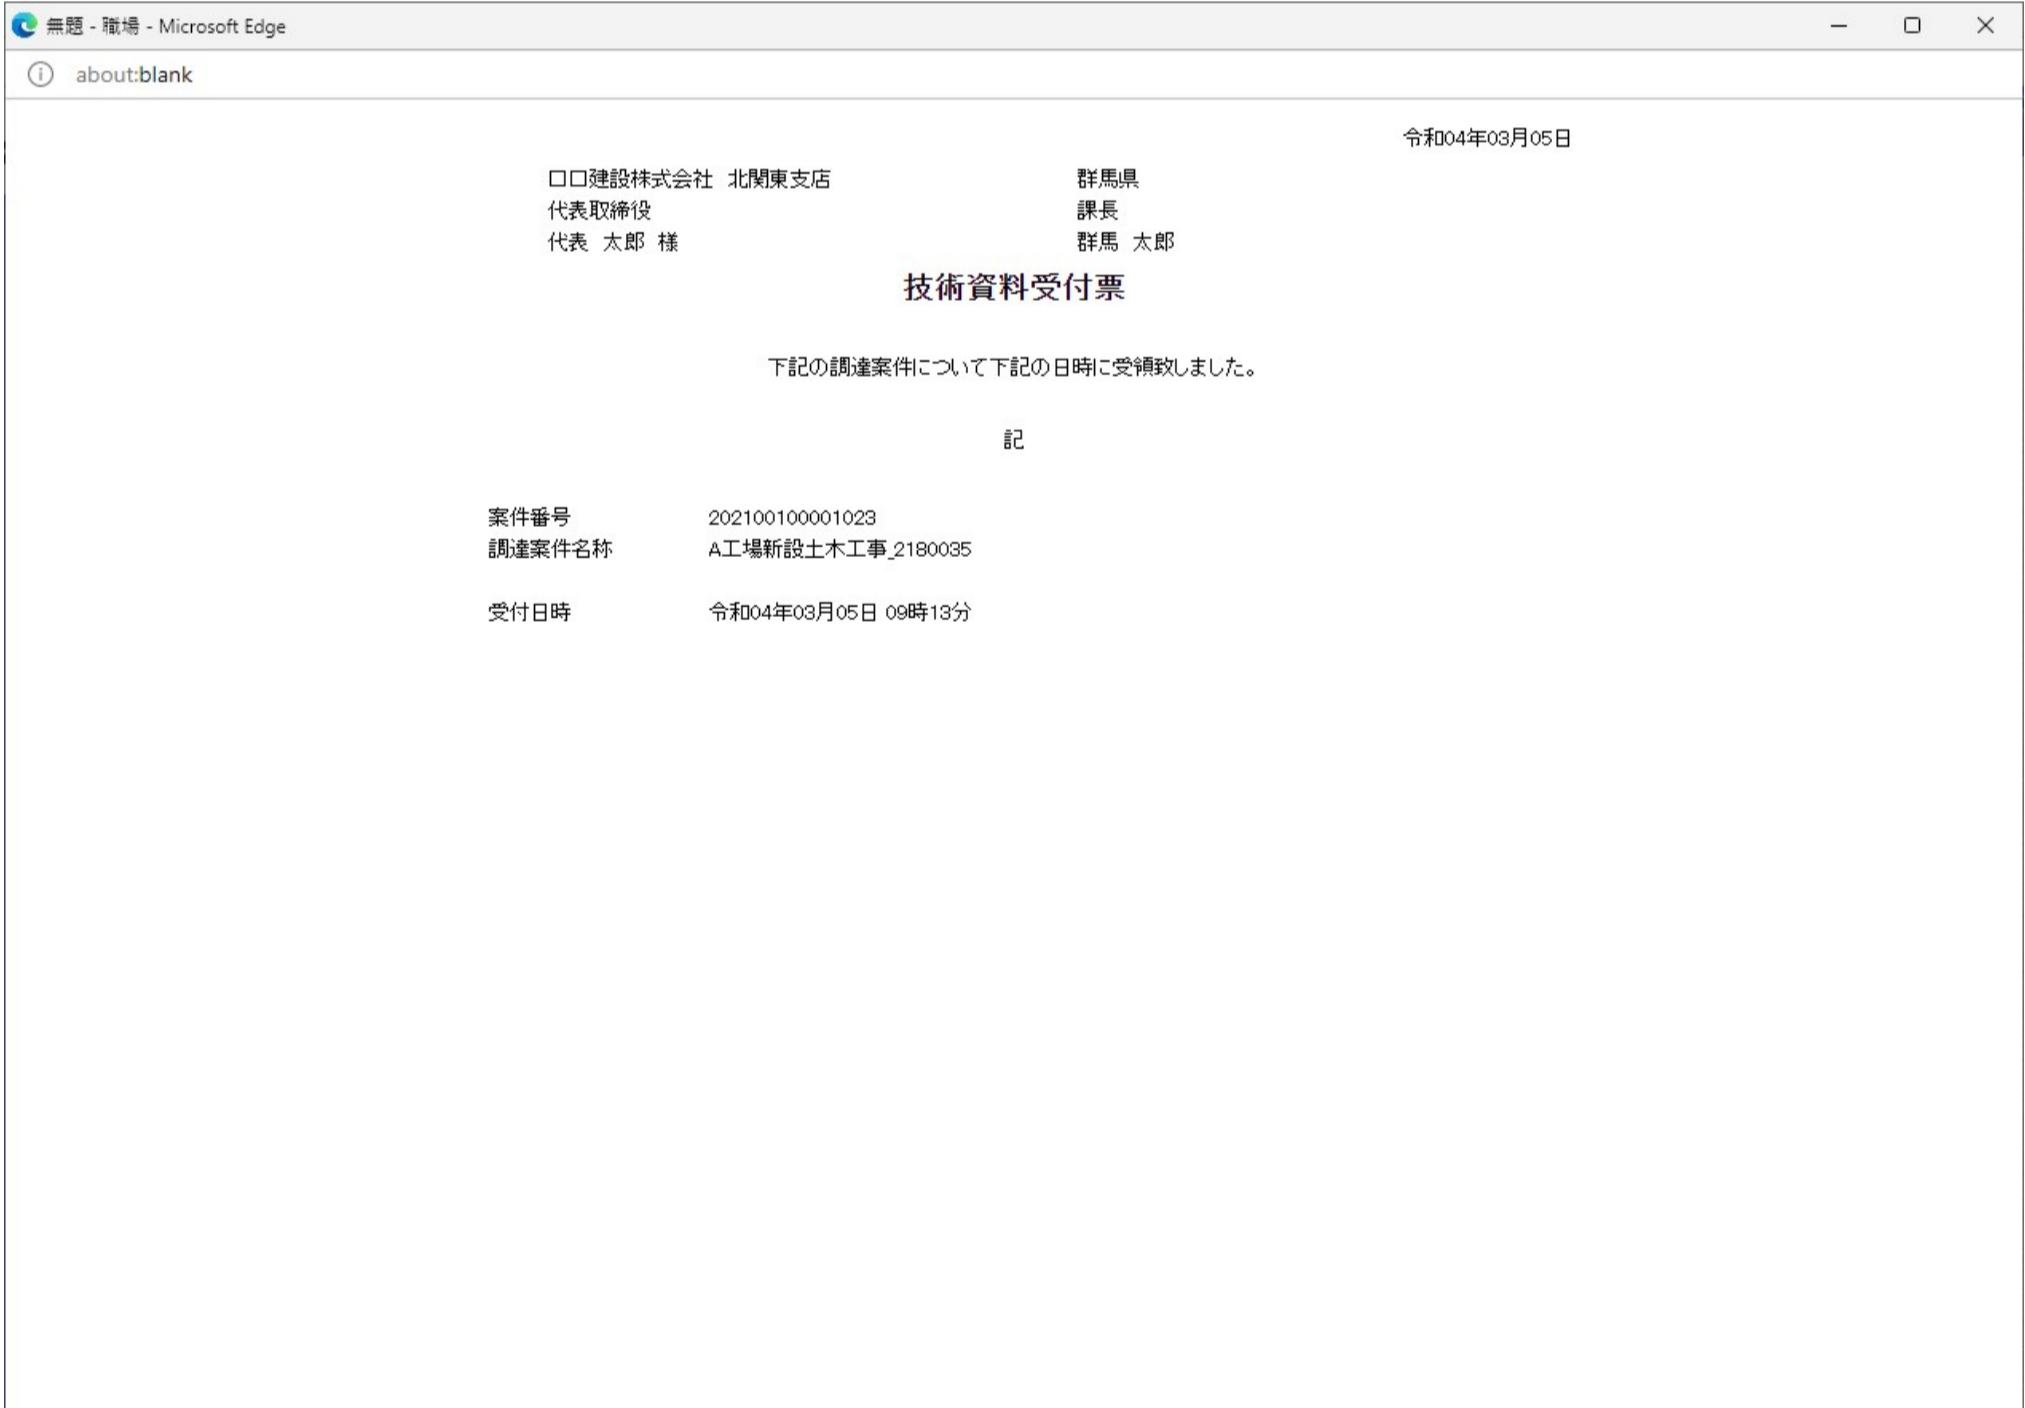 無題 - 職場 - Microsoft Edge
about:blank
令和04年03月05日
口口建設株式会社 北関東支店 群馬県
代表取締役 課長
代表 太郎 様 群馬 太郎
技術資料受付票
下記の調達案件について下記の日時に受領致しました。
記
案件番号 202100100001023
調達案件名称 A工場新設土木工事_2180035
受付日時 令和04年03月05日 09時13分